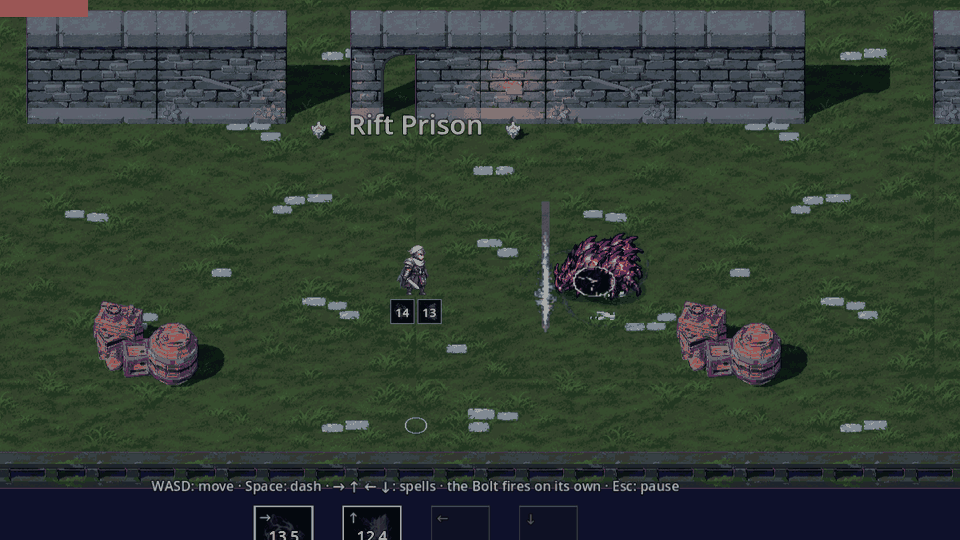 Rift Prison
14 13
WASD: move · Space: dash · → ↑ ← ↓: spells · the Bolt fires on its own · Esc: pause
→ ↑ ← ↓
13.5 12.4